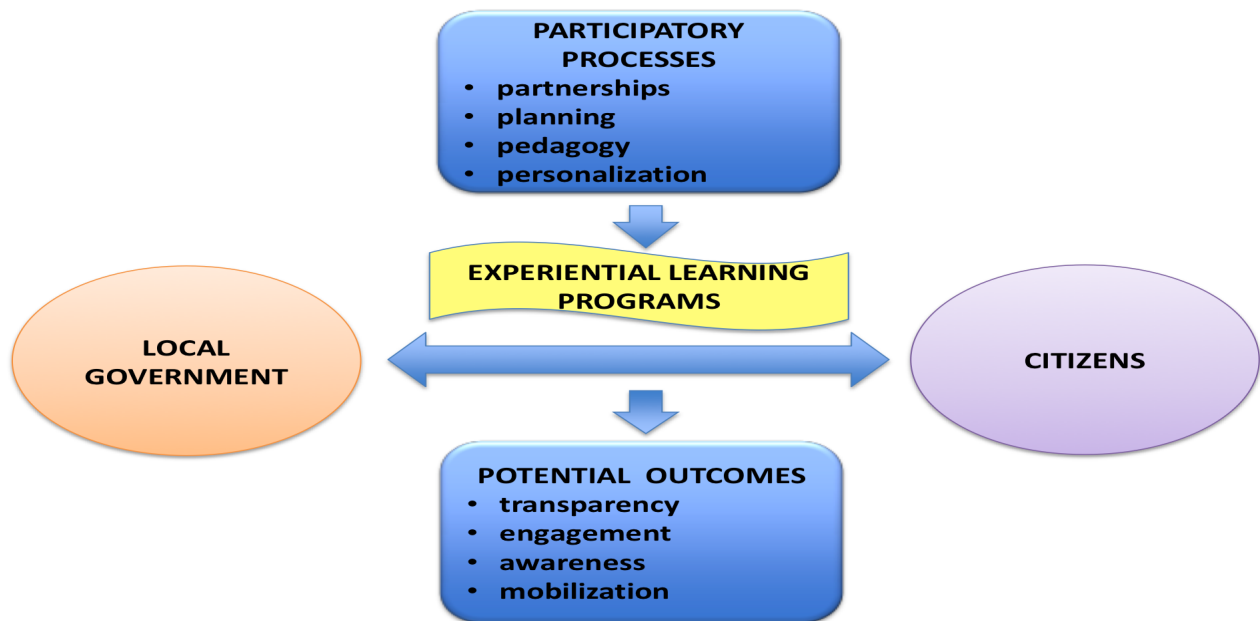 PARTICIPATORY
PROCESSES
• partnerships
• planning
• pedagogy
• personalization
EXPERIENTIAL LEARNING
PROGRAMS
LOCAL
GOVERNMENT
CITIZENS
POTENTIAL OUTCOMES
• transparency
• engagement
• awareness
• mobilization